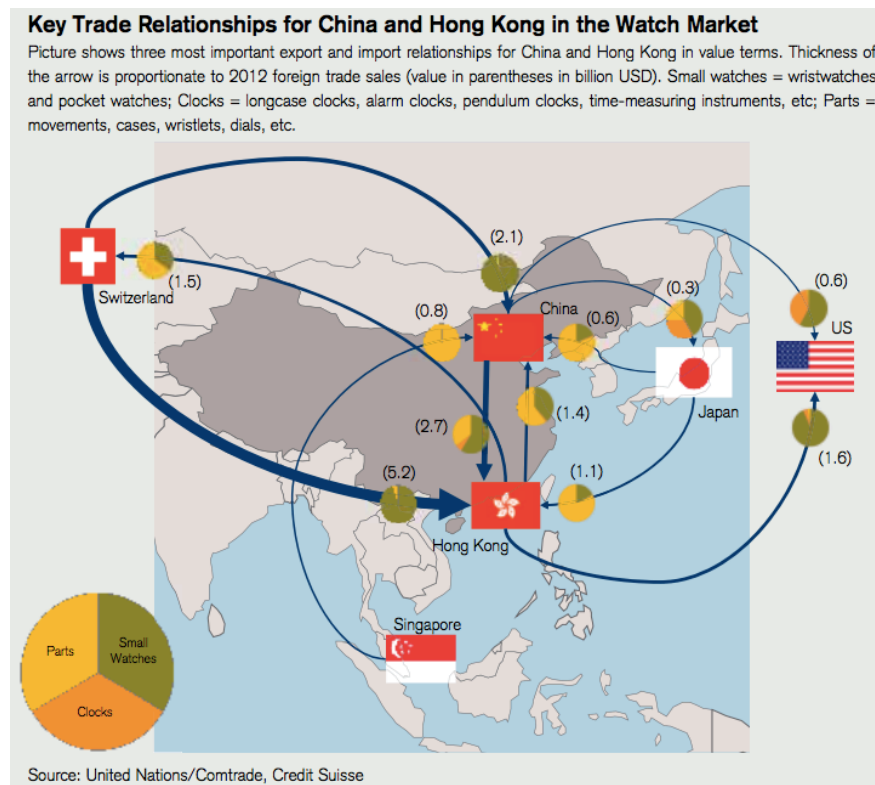 Key Trade Relationships for China and Hong Kong in the Watch Market
Picture shows three most important export and import relationships for China and Hong Kong in value terms. Thickness of
the arrow is proportionate to 2012 foreign trade sales (value in parentheses in billion USD). Small watches = wristwatches
and pocket watches; Clocks = longcase clocks, alarm clocks, pendulum clocks, time-measuring instruments, etc; Parts =
movements, cases, wristlets, dials, etc.
(2.1)
(1.5)
Switzerland
(0.8)
China
(0.6)
(0.3)
(0.6)
US
Japan
(2.7)
(1.4)
(5.2)
(1.1)
(1.6)
Hong Kong
Singapore
Parts
Small
Watches
Clocks
Source: United Nations/Comtrade, Credit Suisse